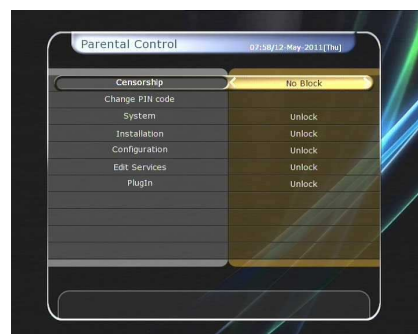 Parental Control 07:58/12-May-2011[Thu]
Censorship No Block
Change PIN code
System Unlock
Installation Unlock
Configuration Unlock
Edit Services Unlock
PlugIn Unlock